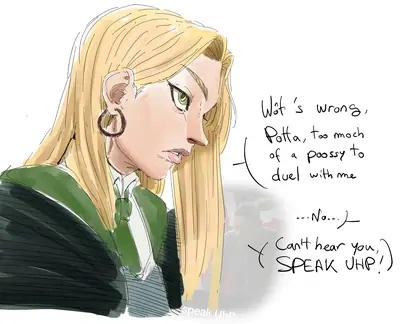 Wot's wrong,
Potta, too moch
of a poossy to
duel with me
...No...
Can't hear you,
SPEAK UHP!
speak Uhp